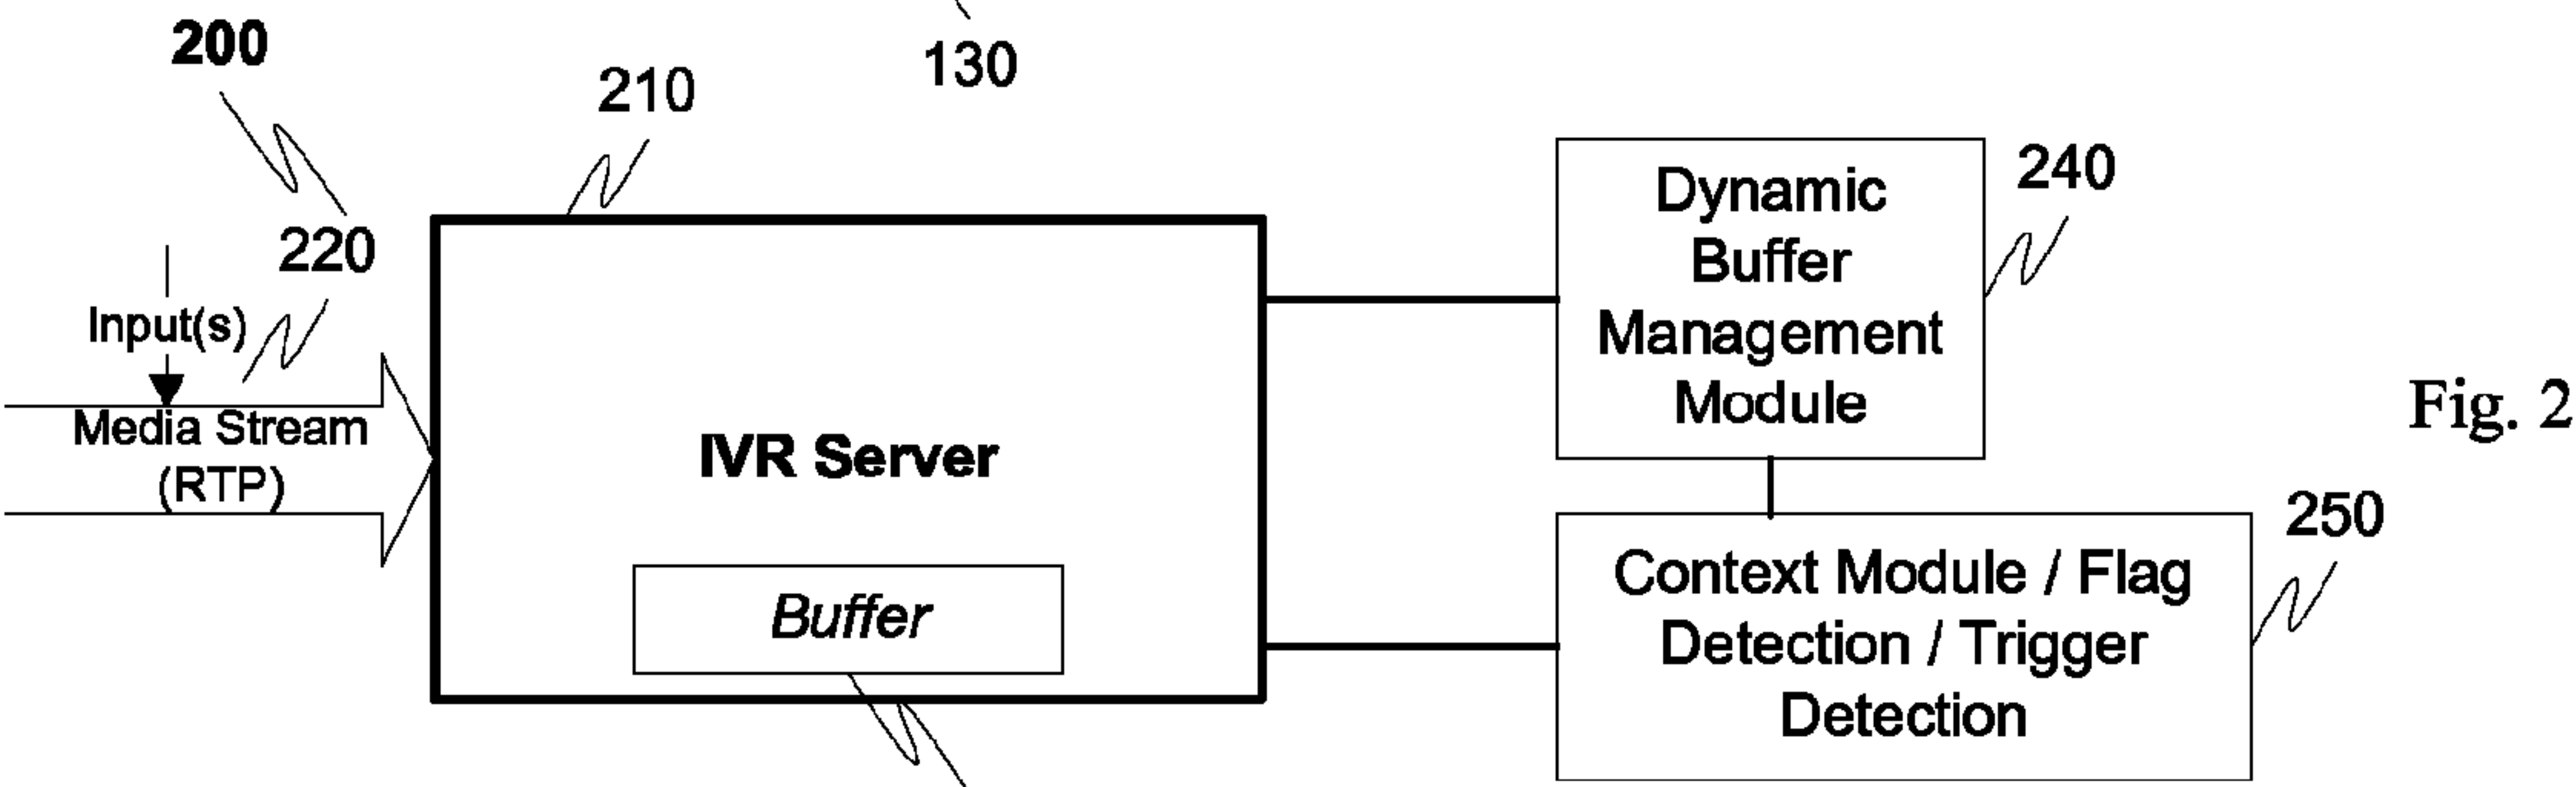 200
130
210
240
220
Input(s)
Media Stream
(RTP)
IVR Server
Buffer
Dynamic
Buffer
Management
Module
Fig. 2
250
Context Module / Flag
Detection / Trigger
Detection